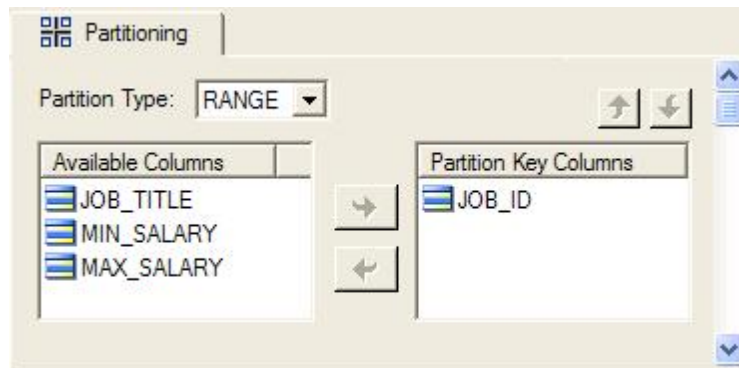 Partitioning
Partition Type: RANGE
Available Columns
JOB_TITLE
MIN_SALARY
MAX_SALARY
Partition Key Columns
JOB_ID